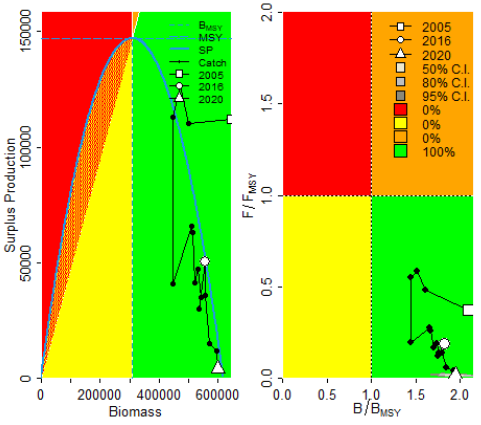 B_MSY
MSY
SP
Catch
2005
2016
2020
Surplus Production
0
50000
100000
150000
0 200000 400000 600000
Biomass
2005
2016
2020
50% C.I.
80% C.I.
95% C.I.
0%
0%
0%
100%
F / F_MSY
0.0
0.5
1.0
1.5
2.0
0.0 0.5 1.0 1.5 2.0
B / B_MSY